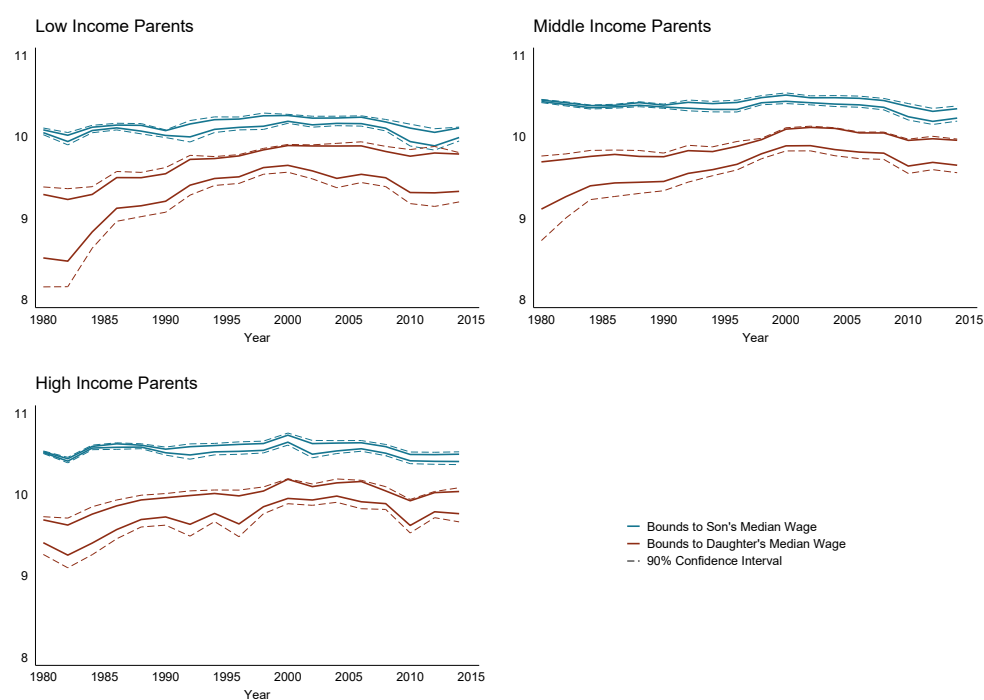 Low Income Parents
11
10
9
8
1980 1985 1990 1995 2000 2005 2010 2015
Year
Middle Income Parents
11
10
9
8
1980 1985 1990 1995 2000 2005 2010 2015
Year
High Income Parents
11
10
9
8
1980 1985 1990 1995 2000 2005 2010 2015
Year
Bounds to Son's Median Wage
Bounds to Daughter's Median Wage
90% Confidence Interval